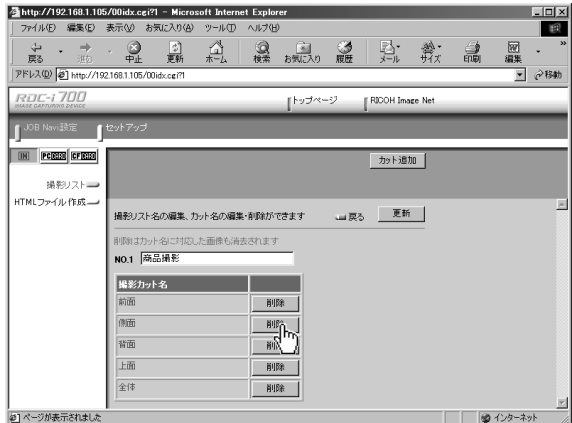 http://192.168.1.105/00idx.cgi?1 - Microsoft Internet Explorer
ファイル(F) 編集(E) 表示(V) お気に入り(A) ツール(T) ヘルプ(H)
戻る 進む 中止 更新 ホーム 検索 お気に入り 履歴 メール サイズ 印刷 編集 »
アドレス(D) http://192.168.1.105/00idx.cgi?1 移動
RDC-i 700
IMAGE CAPTURING DEVICE
トップページ RICOH Image Net
JOB Navi設定 セットアップ
IN PC CARD CF CARD
カット追加
撮影リスト
HTMLファイル作成
撮影リスト名の編集、カット名の編集・削除ができます 戻る 更新
削除はカット名に対応した画像も消去されます
NO.1 商品撮影
撮影カット名
前面 削除
側面 削除
背面 削除
上面 削除
全体 削除
ページが表示されました インターネット